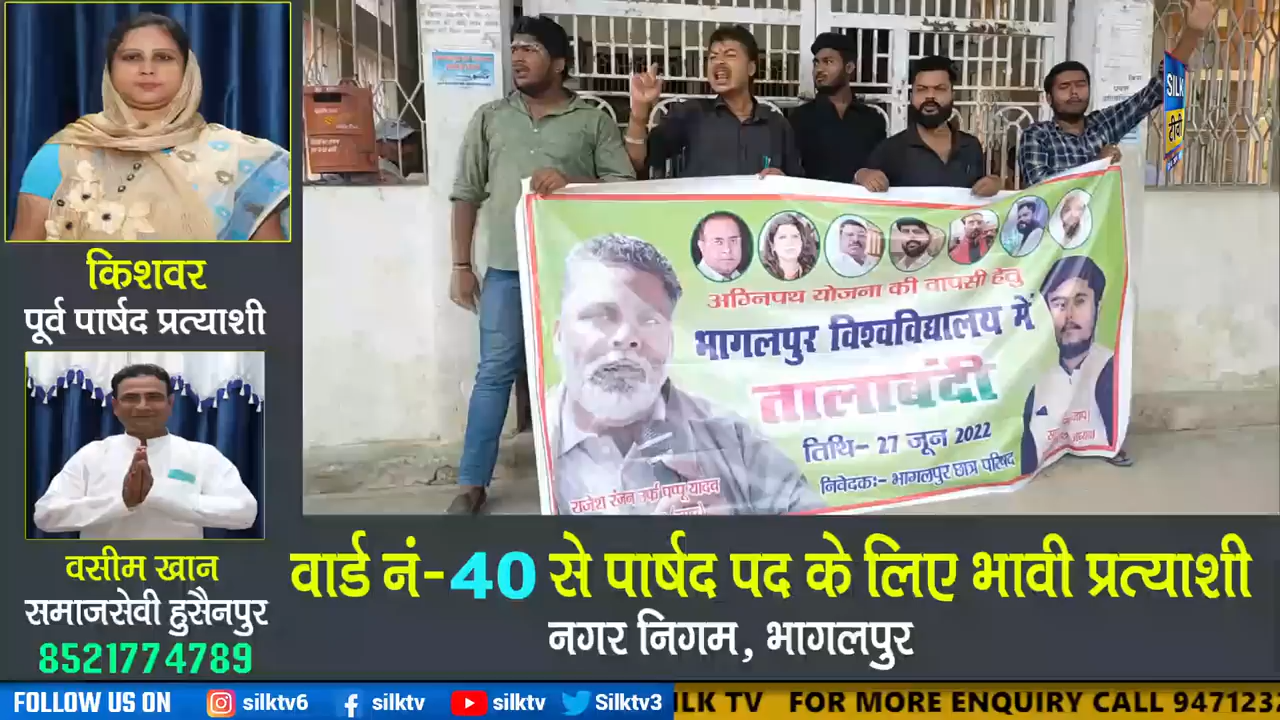 किशवर
पूर्व पार्षद प्रत्याशी
वसीम खान
समाजसेवी हुसैनपुर
8521774789
SILK
टीवी
अग्निपथ योजना की वापसी हेतु
भागलपुर विश्वविद्यालय में
तालाबंदी
तिथि- 27 जून 2022
निवेदकः- भागलपुर छात्र परिषद
राजेश रंजन उर्फ पप्पू यादव
वार्ड नं-40 से पार्षद पद के लिए भावी प्रत्याशी
नगर निगम, भागलपुर
FOLLOW US ON silktv6 silktv silktv Silktv3
ILK TV FOR MORE ENQUIRY CALL 947123